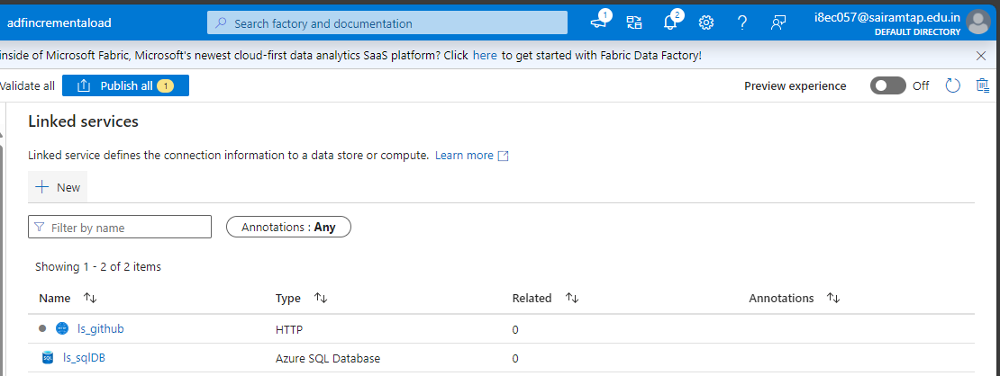 adfincrementalload
Search factory and documentation
1
2
i8ec057@sairamtap.edu.in
DEFAULT DIRECTORY
inside of Microsoft Fabric, Microsoft's newest cloud-first data analytics SaaS platform? Click here to get started with Fabric Data Factory!
Validate all
Publish all 1
Preview experience
Off
Linked services
Linked service defines the connection information to a data store or compute. Learn more
New
Filter by name
Annotations : Any
Showing 1 - 2 of 2 items
Name Type Related Annotations
ls_github HTTP 0
SQL ls_sqlDB Azure SQL Database 0